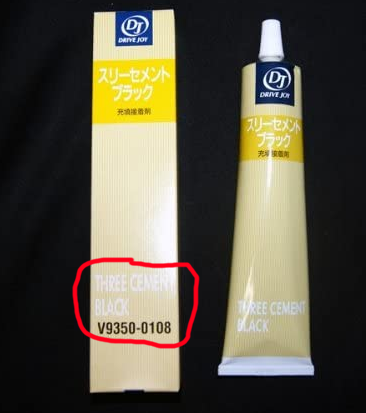 DJ
DRIVE JOY
スリーセメント
ブラック
充填接着剤
THREE CEMENT
BLACK
V9350-0108
DJ
DRIVE JOY
スリーセメント
ブラック
充填接着剤
THREE CEMENT
BLACK